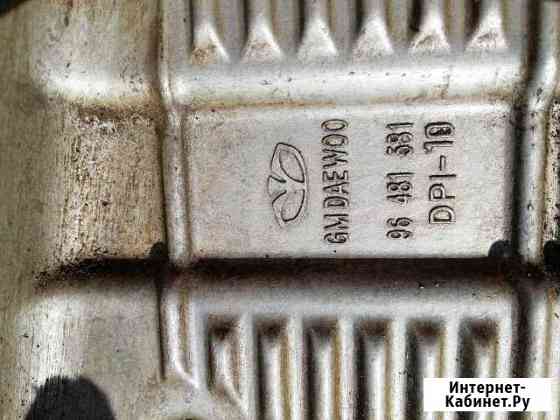 GM DAEWOO
96 481 381
DPI-10
Интернет-
Кабинет.Ру